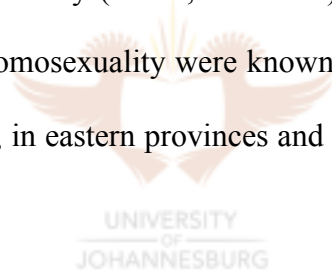 omosexuality were known
in eastern provinces and
UNIVERSITY
OF
JOHANNESBURG